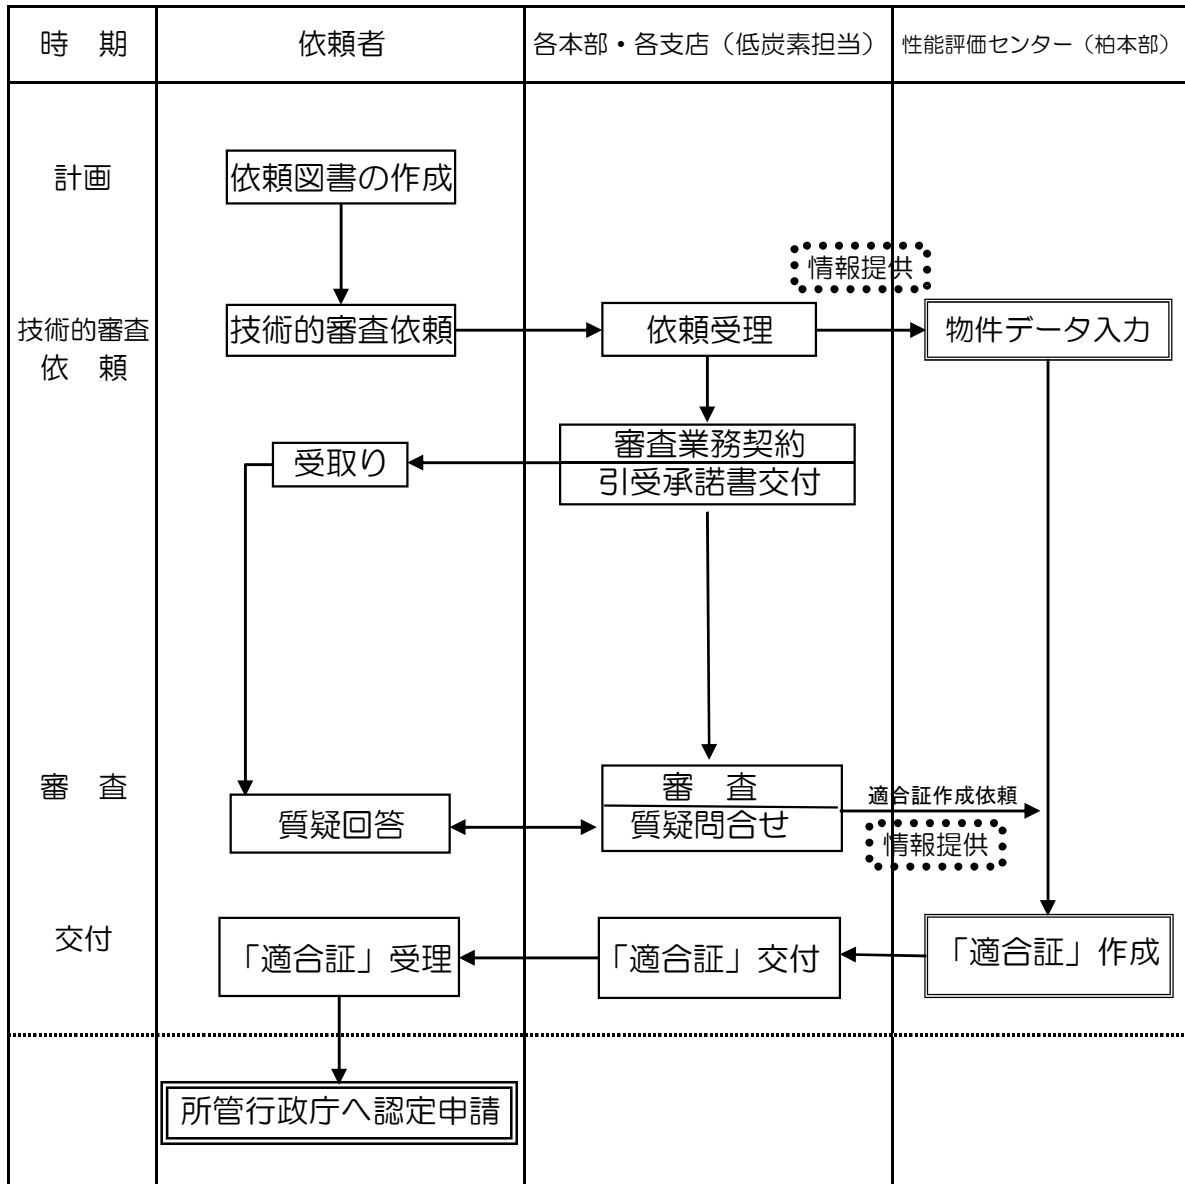 時　期
依頼者
各本部・各支店（低炭素担当）
性能評価センター（柏本部）
計画
依頼図書の作成
情報提供
技術的審査
依　頼
技術的審査依頼
依頼受理
物件データ入力
審査業務契約
引受承諾書交付
受取り
審　査
質疑回答
審　査
質疑問合せ
適合証作成依頼
情報提供
交付
「適合証」受理
「適合証」交付
「適合証」作成
所管行政庁へ認定申請